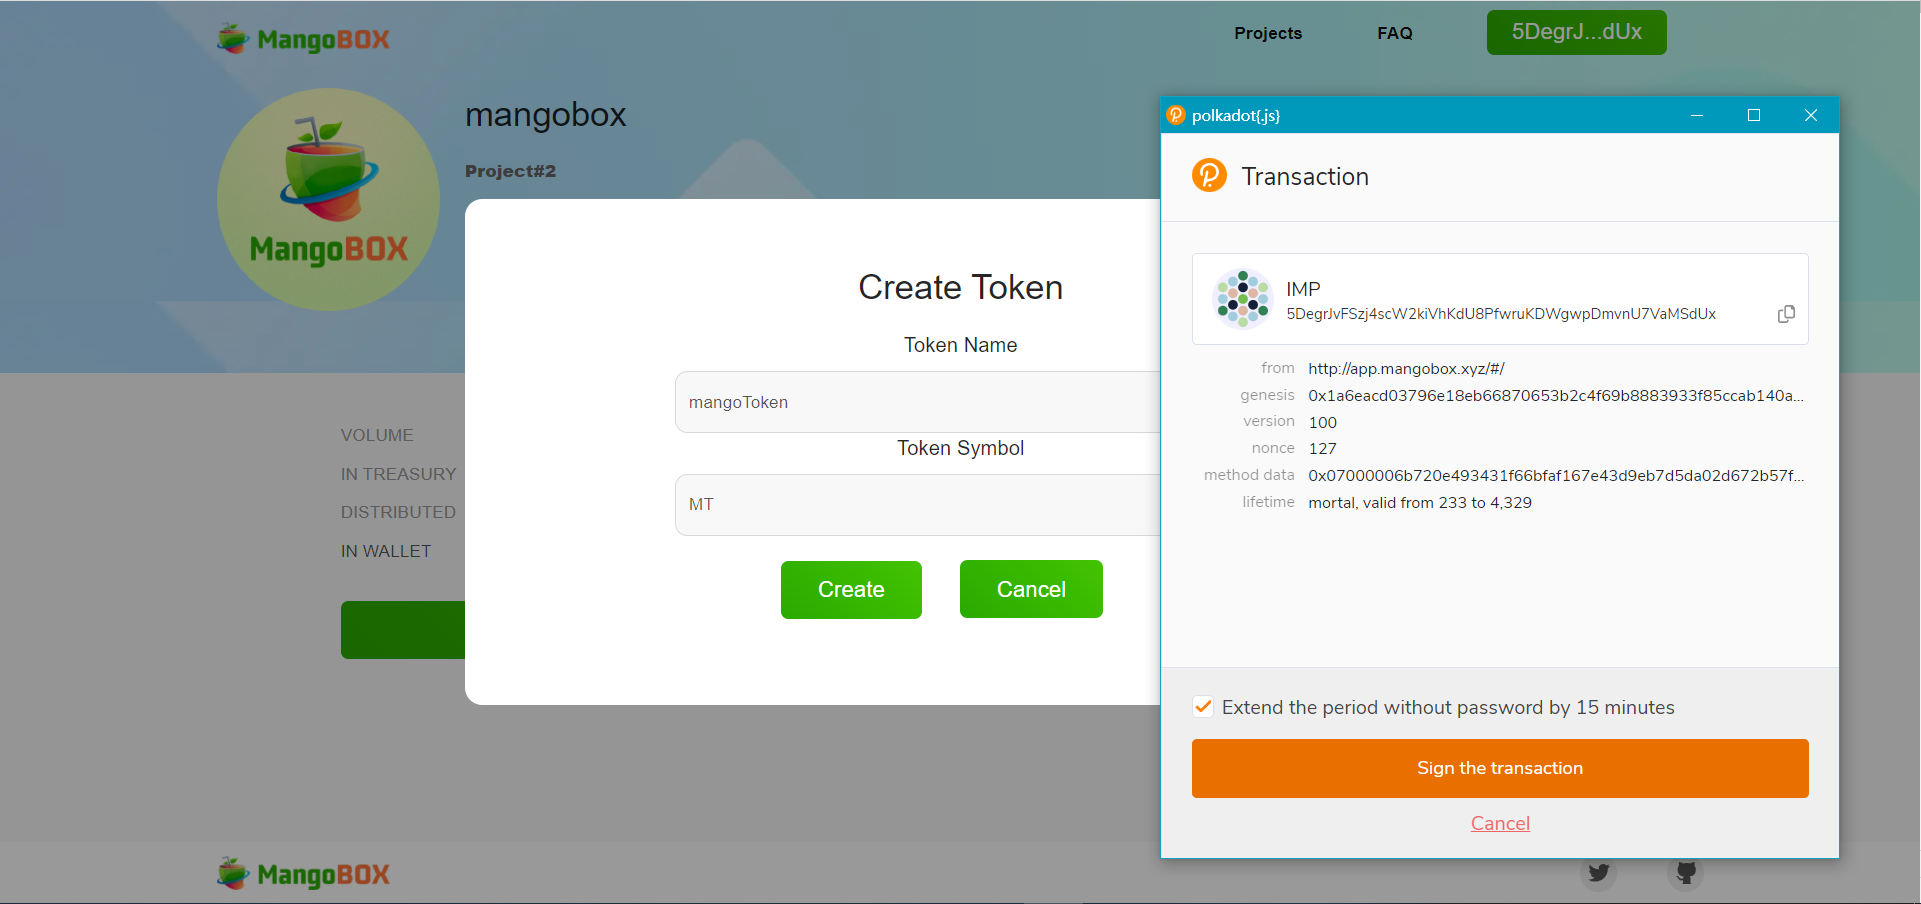 MangoBOX
Projects
FAQ
5DegrJ...dUx
MangoBOX
mangobox
Project#2
VOLUME
IN TREASURY
DISTRIBUTED
IN WALLET
Create Token
Token Name
mangoToken
Token Symbol
MT
Create
Cancel
polkadot{.js}
Transaction
IMP
5DegrJvFSzj4scW2kiVhKdU8PfwruKDWgwpDmvnU7VaMSdUx
from http://app.mangobox.xyz/#/
genesis 0x1a6eacd03796e18eb66870653b2c4f69b8883933f85ccab140a...
version 100
nonce 127
method data 0x07000006b720e493431f66bfaf167e43d9eb7d5da02d672b57f...
lifetime mortal, valid from 233 to 4,329
Extend the period without password by 15 minutes
Sign the transaction
Cancel
MangoBOX